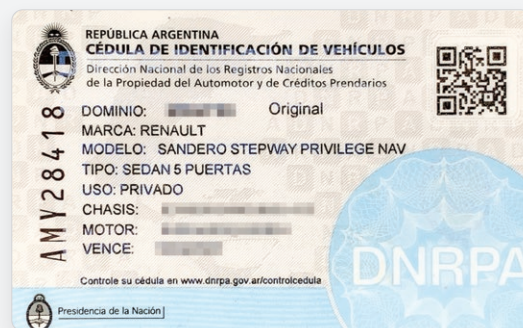 REPÚBLICA ARGENTINA
CÉDULA DE IDENTIFICACIÓN DE VEHÍCULOS
Dirección Nacional de los Registros Nacionales
de la Propiedad del Automotor y de Créditos Prendarios
AMY28418
DOMINIO: Original
MARCA: RENAULT
MODELO: SANDERO STEPWAY PRIVILEGE NAV
TIPO: SEDAN 5 PUERTAS
USO: PRIVADO
CHASIS:
MOTOR:
VENCE:
DNRPA
Controle su cédula en www.dnrpa.gov.ar/controlcedula
Presidencia de la Nación